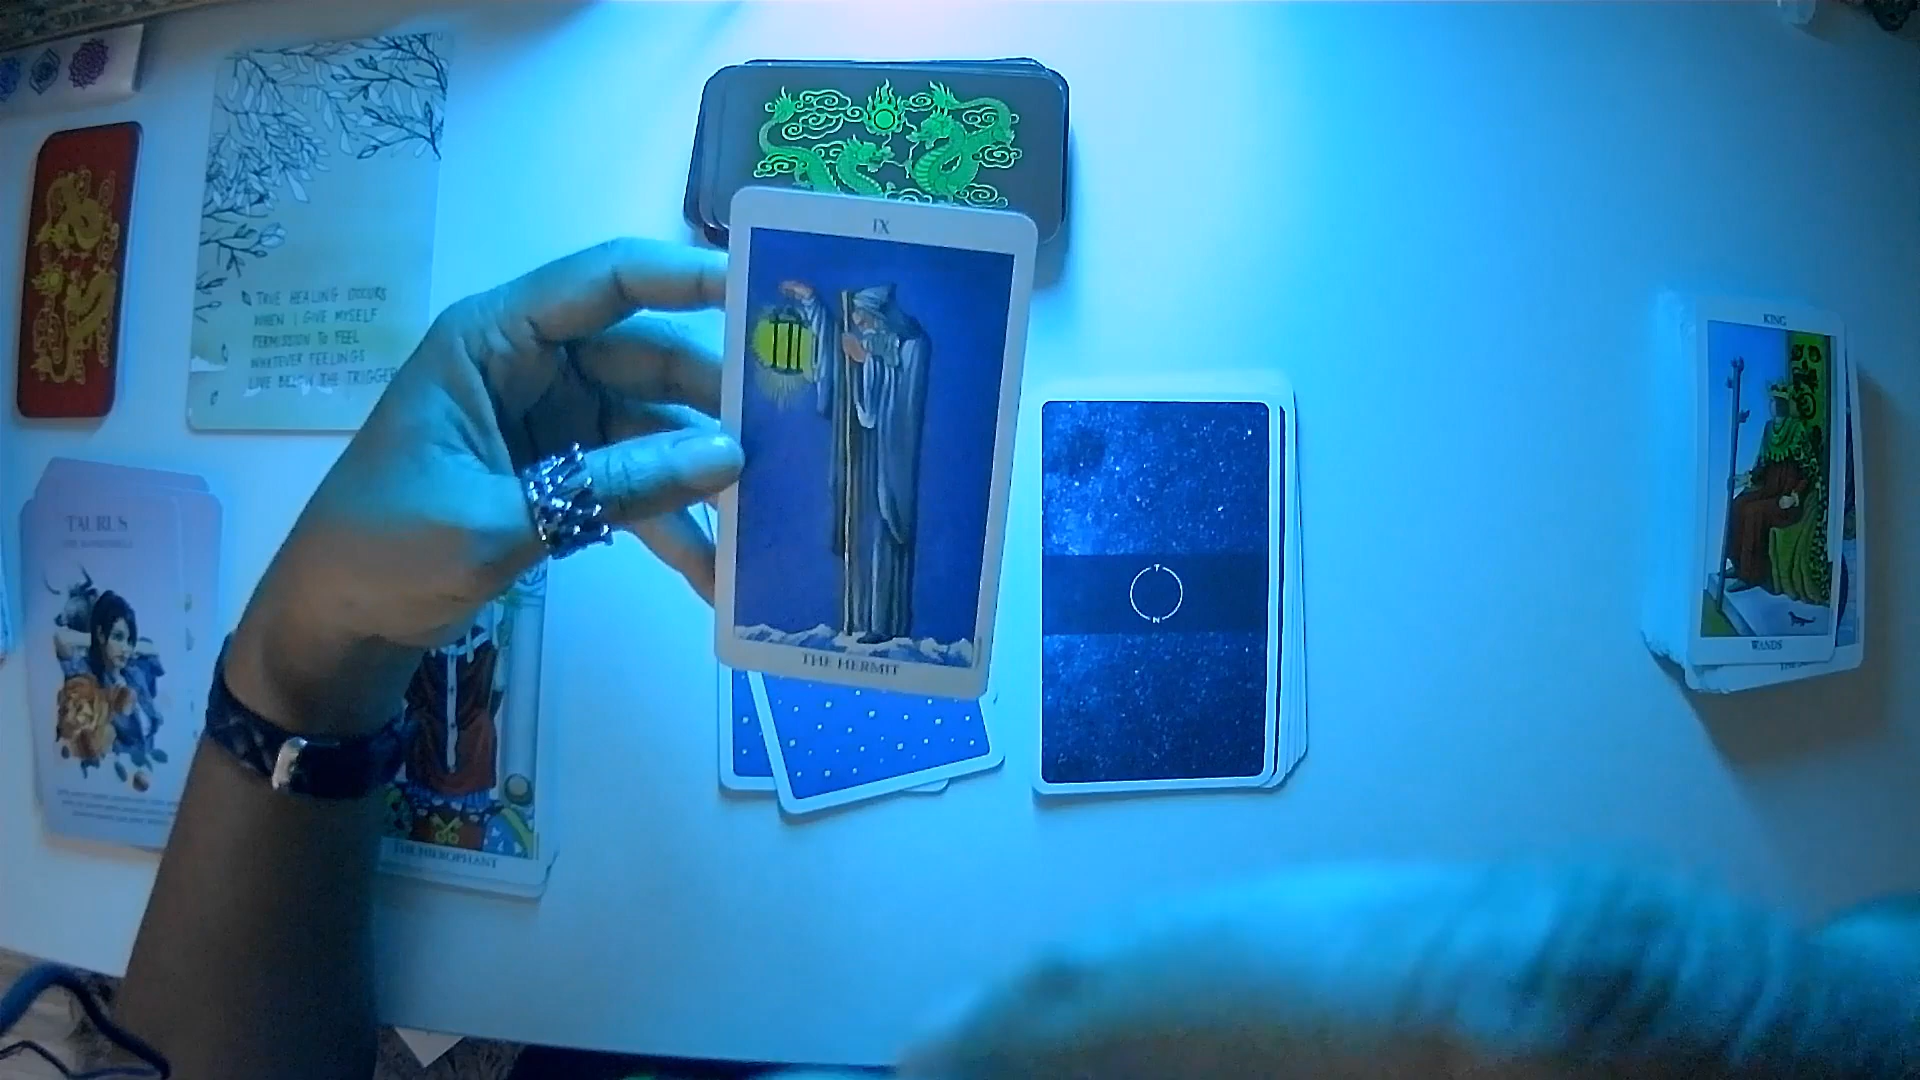 TRUE HEALING OCCURS
WHEN I GIVE MYSELF
PERMISSION TO FEEL
WHATEVER FEELINGS
LIVE BELOW THE TRIGGER
TAURUS
THE HIEROPHANT
IX
THE HERMIT
T
N
KING
WANDS